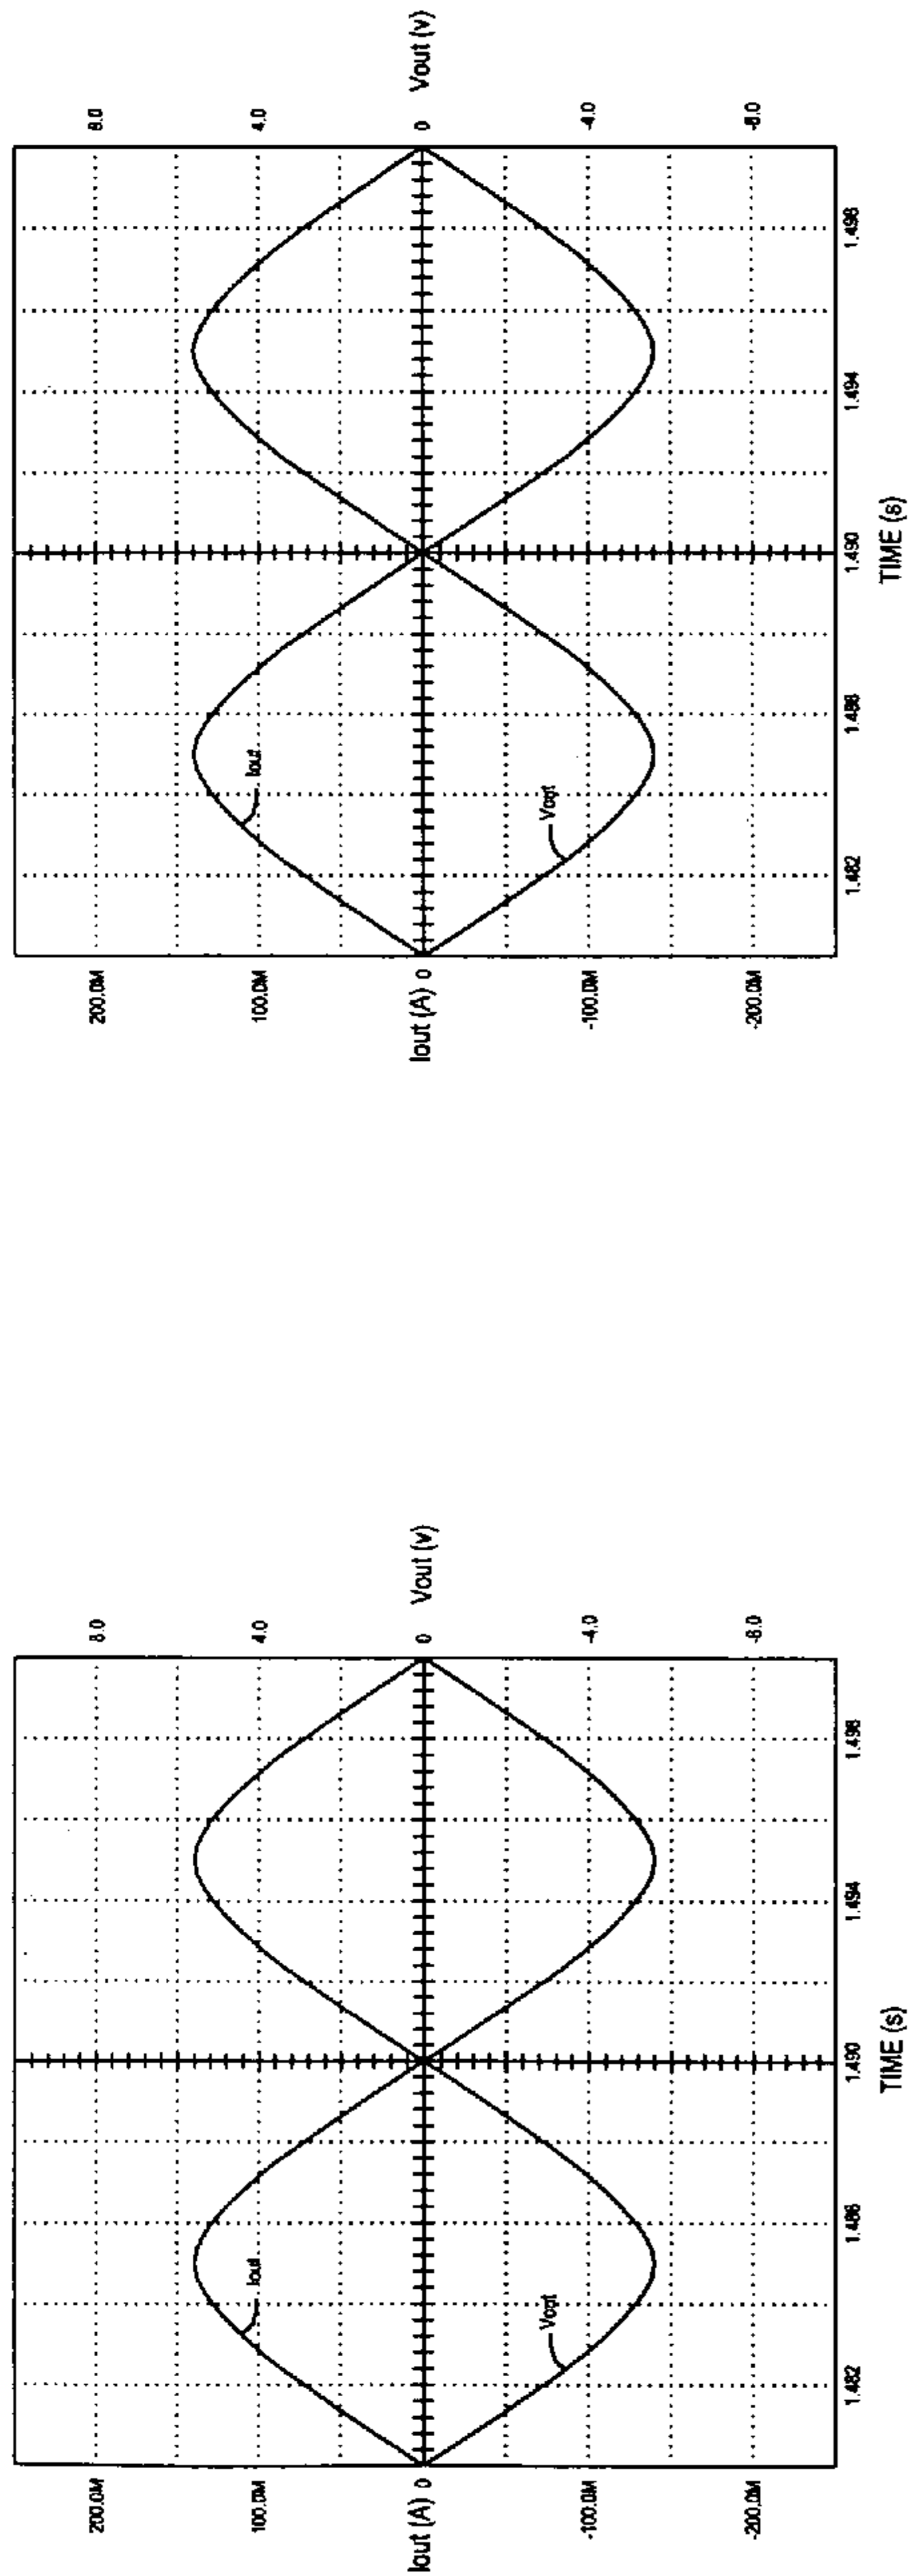 200.0M
100.0M
Iout (A) 0
-100.0M
-200.0M
Iout
Vout
8.0
4.0
0
Vout (v)
-4.0
-8.0
1.482
1.486
1.490
1.494
1.498
TIME (s)
200.0M
100.0M
Iout (A) 0
-100.0M
-200.0M
Iout
Vout
8.0
4.0
0
Vout (v)
-4.0
-8.0
1.482
1.486
1.490
1.494
1.498
TIME (s)